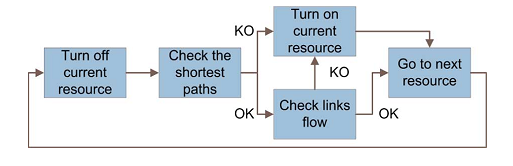 Turn off
current
resource
Check the
shortest
paths
KO
OK
Turn on
current
resource
KO
Check links
flow
OK
Go to next
resource